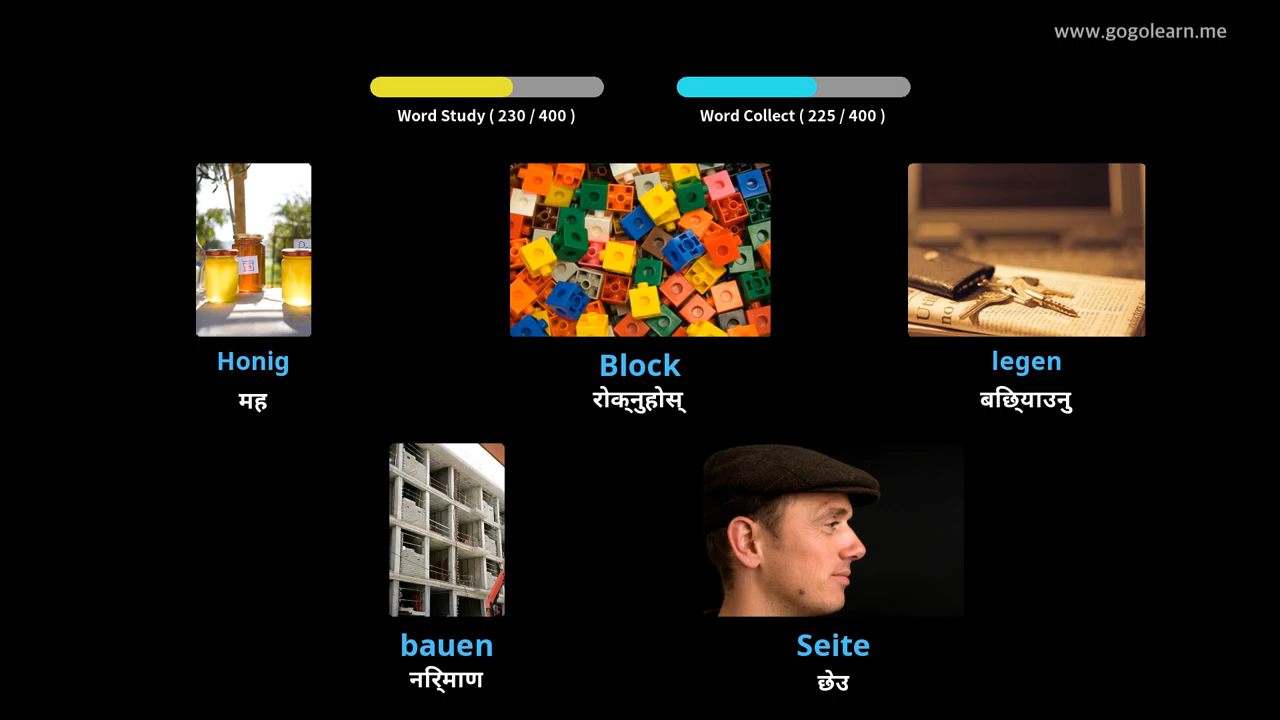 www.gogolearn.me
Word Study ( 230 / 400 )
Word Collect ( 225 / 400 )
Honig
मह
Block
रोक्नुहोस्
legen
बिछ्याउनु
bauen
निर्माण
Seite
छेउ